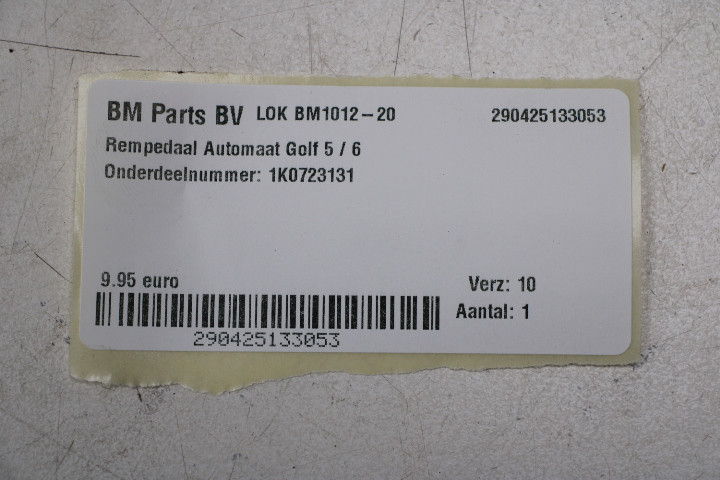 BM Parts BV LOK BM1012-20 290425133053
Rempedaal Automaat Golf 5 / 6
Onderdeelnummer: 1K0723131
9.95 euro Verz: 10
Aantal: 1
290425133053